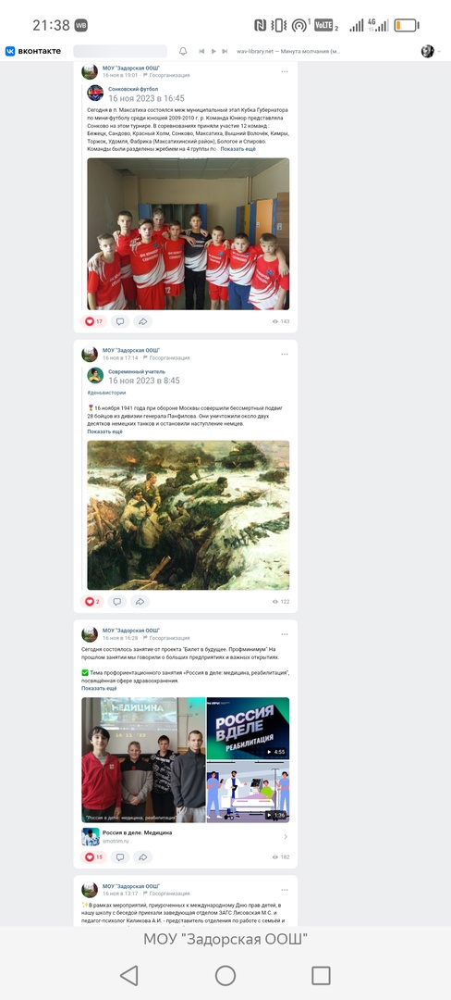 21:38
WB
VoLTE 2
4G
вконтакте
wav-library.net — Минута молчания (м...
МОУ "Задорская ООШ"
16 ноя в 19:01 · Госорганизация
Сонковский футбол
16 ноя 2023 в 16:45
Сегодня в п. Максатиха состоялся меж муниципальный этап Кубка Губернатора
по мини-футболу среди юношей 2009-2010 г. р. Команда Юниор представляла
Сонково на этом турнире. В соревнованиях приняли участие 12 команд :
Бежецк, Сандово, Красный Холм, Сонково, Максатиха, Вышний Волочёк, Кимры,
Торжок, Удомля, Фабрика (Максатихинский район), Бологое и Спирово.
Команды были разделены жребием на 4 группы по : Показать ещё
17
143
МОУ "Задорская ООШ"
16 ноя в 17:14 · Госорганизация
Современный учитель
16 ноя 2023 в 8:45
#деньвистории
16 ноября 1941 года при обороне Москвы совершили бессмертный подвиг
28 бойцов из дивизии генерала Панфилова. Они уничтожили около двух
десятков немецких танков и остановили наступление немцев.
Показать ещё
2
122
МОУ "Задорская ООШ"
16 ноя в 16:28 · Госорганизация
Сегодня состоялось занятие от проекта "Билет в будущее. Профминимум".На
прошлом занятии мы говорили о больших предприятиях и важных открытиях.
Тема профориентационного занятия «Россия в деле: медицина, реабилитация",
посвящённая сфере здравоохранения.
Показать ещё
МЕДИЦИНА
РОССИЯ
В ДЕЛЕ
РЕАБИЛИТАЦИЯ
4:55
"Россия в деле: медицина, реабилитация"
1:36
Россия в деле. Медицина
smotrim.ru
15
182
МОУ "Задорская ООШ"
16 ноя в 13:17 · Госорганизация
В рамках мероприятий, приуроченных к международному Дню прав детей, в
нашу школу с беседой приехали заведующая отделом ЗАГС Лисовская М.С. и
педагог-психолог Киликова А.И. - представитель отделения по работе с семьёй и
МОУ "Задорская ООШ"